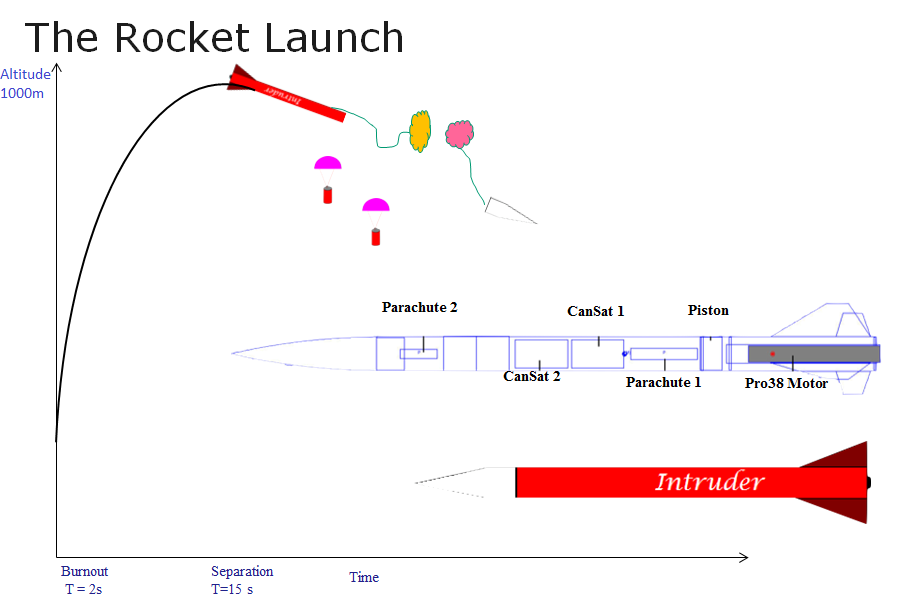 The Rocket Launch
Altitude
1000m
Intruder
Parachute 2
CanSat 1
Piston
CanSat 2
Parachute 1
Pro38 Motor
Intruder
Burnout
T = 2s
Separation
T=15 s
Time